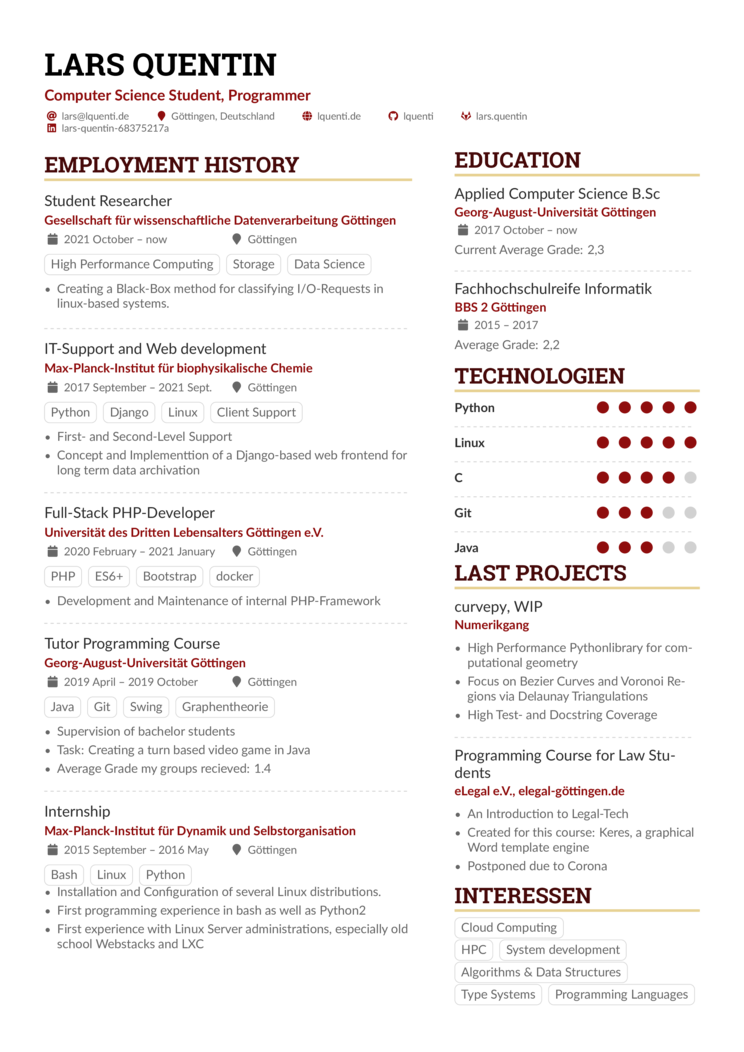 LARS QUENTIN
Computer Science Student, Programmer
lars@lquenti.de Göttingen, Deutschland lquenti.de lquenti lars.quentin
lars-quentin-68375217a
EMPLOYMENT HISTORY
Student Researcher
Gesellschaft für wissenschaftliche Datenverarbeitung Göttingen
2021 October – now Göttingen
High Performance Computing Storage Data Science
• Creating a Black-Box method for classifying I/O-Requests in
linux-based systems.
IT-Support and Web development
Max-Planck-Institut für biophysikalische Chemie
2017 September – 2021 Sept. Göttingen
Python Django Linux Client Support
• First- and Second-Level Support
• Concept and Implementtion of a Django-based web frontend for
long term data archivation
Full-Stack PHP-Developer
Universität des Dritten Lebensalters Göttingen e.V.
2020 February – 2021 January Göttingen
PHP ES6+ Bootstrap docker
• Development and Maintenance of internal PHP-Framework
Tutor Programming Course
Georg-August-Universität Göttingen
2019 April – 2019 October Göttingen
Java Git Swing Graphentheorie
• Supervision of bachelor students
• Task: Creating a turn based video game in Java
• Average Grade my groups recieved: 1.4
Internship
Max-Planck-Institut für Dynamik und Selbstorganisation
2015 September – 2016 May Göttingen
Bash Linux Python
• Installation and Configuration of several Linux distributions.
• First programming experience in bash as well as Python2
• First experience with Linux Server administrations, especially old
school Webstacks and LXC
EDUCATION
Applied Computer Science B.Sc
Georg-August-Universität Göttingen
2017 October – now
Current Average Grade: 2,3
Fachhochschulreife Informatik
BBS 2 Göttingen
2015 – 2017
Average Grade: 2,2
TECHNOLOGIEN
Python
Linux
C
Git
Java
LAST PROJECTS
curvepy, WIP
Numerikgang
• High Performance Pythonlibrary for com-
putational geometry
• Focus on Bezier Curves and Voronoi Re-
gions via Delaunay Triangulations
• High Test- and Docstring Coverage
Programming Course for Law Stu-
dents
eLegal e.V., elegal-göttingen.de
• An Introduction to Legal-Tech
• Created for this course: Keres, a graphical
Word template engine
• Postponed due to Corona
INTERESSEN
Cloud Computing
HPC System development
Algorithms & Data Structures
Type Systems Programming Languages